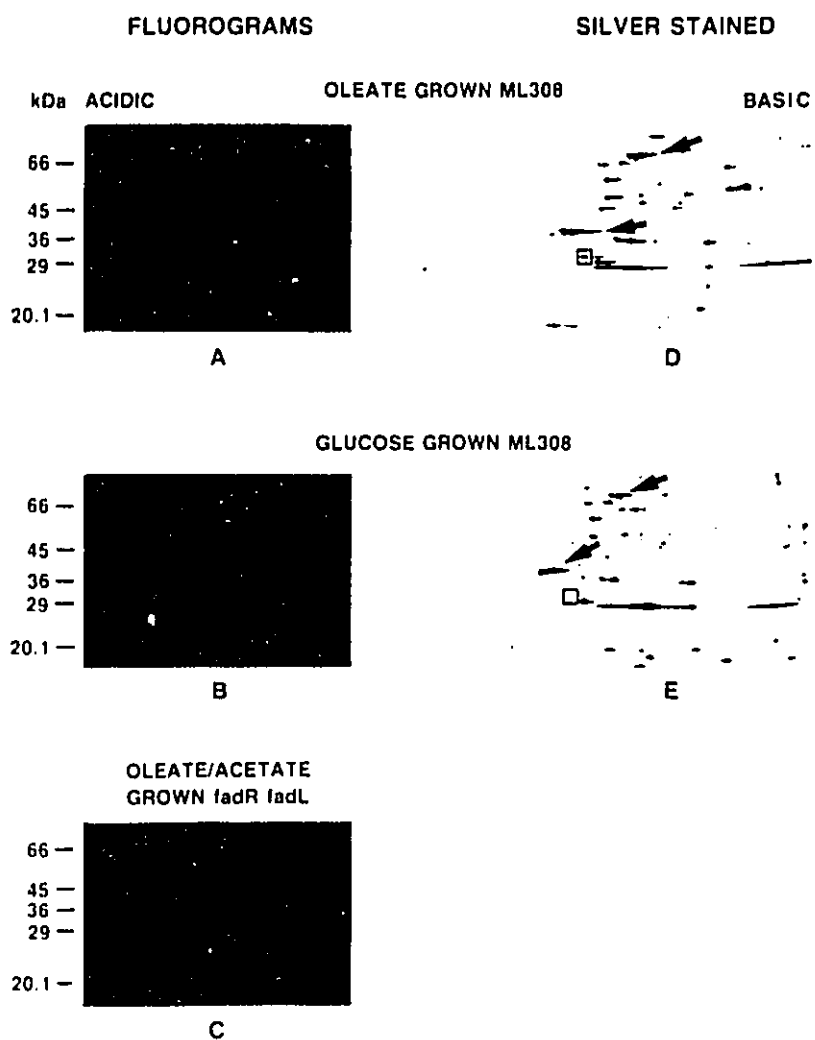 FLUOROGRAMS
SILVER STAINED
OLEATE GROWN ML308
kDa ACIDIC
BASIC
66
45
36
29
20.1
A
D
GLUCOSE GROWN ML308
66
45
36
29
20.1
B
E
OLEATE/ACETATE
GROWN fadR fadL
66
45
36
29
20.1
C